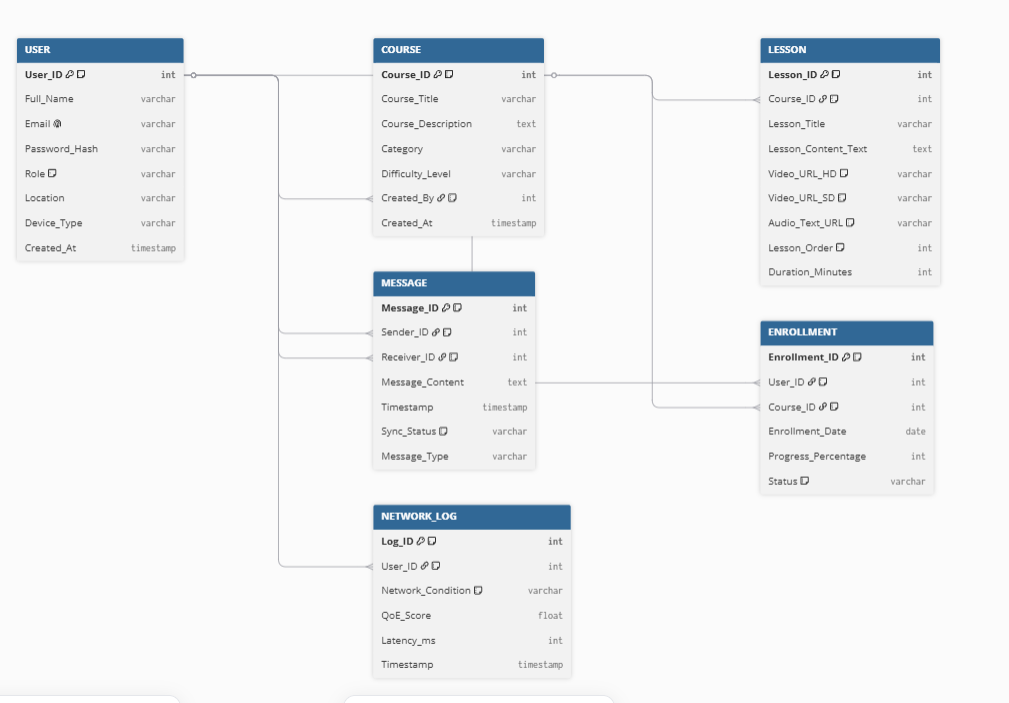 USER
User_ID int
Full_Name varchar
Email varchar
Password_Hash varchar
Role varchar
Location varchar
Device_Type varchar
Created_At timestamp
COURSE
Course_ID int
Course_Title varchar
Course_Description text
Category varchar
Difficulty_Level varchar
Created_By int
Created_At timestamp
LESSON
Lesson_ID int
Course_ID int
Lesson_Title varchar
Lesson_Content_Text text
Video_URL_HD varchar
Video_URL_SD varchar
Audio_Text_URL varchar
Lesson_Order int
Duration_Minutes int
MESSAGE
Message_ID int
Sender_ID int
Receiver_ID int
Message_Content text
Timestamp timestamp
Sync_Status varchar
Message_Type varchar
ENROLLMENT
Enrollment_ID int
User_ID int
Course_ID int
Enrollment_Date date
Progress_Percentage int
Status varchar
NETWORK_LOG
Log_ID int
User_ID int
Network_Condition varchar
QoE_Score float
Latency_ms int
Timestamp timestamp